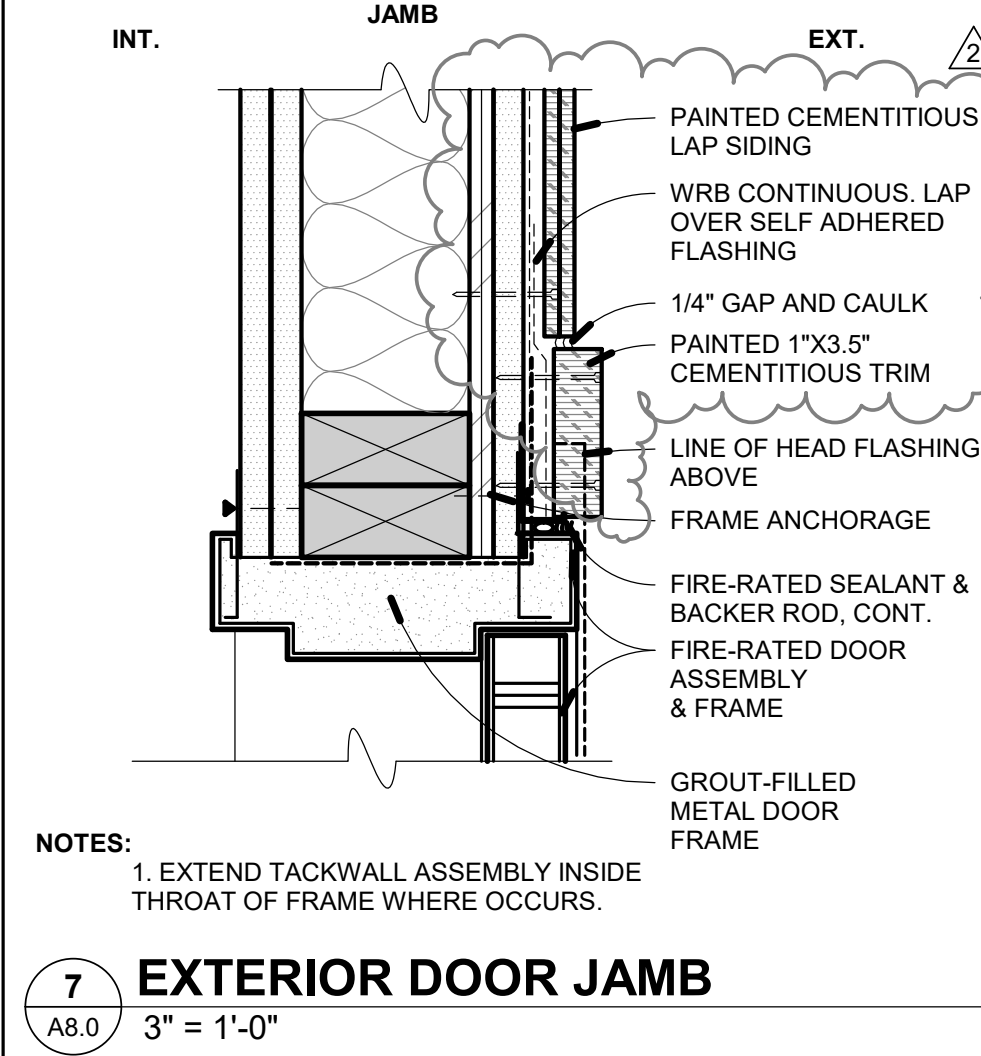 JAMB
INT.
EXT.
2
PAINTED CEMENTITIOUS
LAP SIDING
WRB CONTINUOUS. LAP
OVER SELF ADHERED
FLASHING
1/4" GAP AND CAULK
PAINTED 1"X3.5"
CEMENTITIOUS TRIM
LINE OF HEAD FLASHING
ABOVE
FRAME ANCHORAGE
FIRE-RATED SEALANT &
BACKER ROD, CONT.
FIRE-RATED DOOR
ASSEMBLY
& FRAME
GROUT-FILLED
METAL DOOR
FRAME
NOTES:
1. EXTEND TACKWALL ASSEMBLY INSIDE
THROAT OF FRAME WHERE OCCURS.
7
A8.0
EXTERIOR DOOR JAMB
3" = 1'-0"